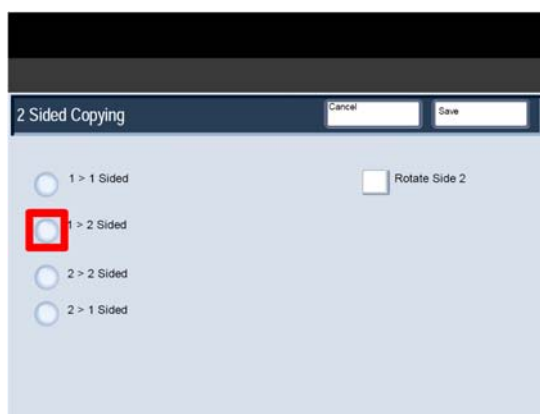 2 Sided Copying
Cancel
Save
1 > 1 Sided
Rotate Side 2
1 > 2 Sided
2 > 2 Sided
2 > 1 Sided